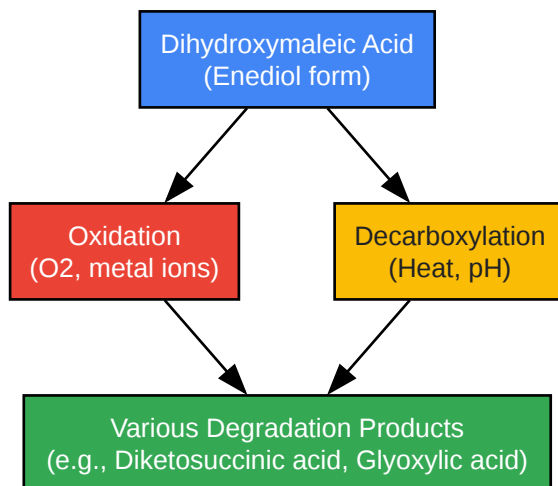 Dihydroxymaleic Acid
(Enediol form)
Oxidation
(O2, metal ions)
Decarboxylation
(Heat, pH)
Various Degradation Products
(e.g., Diketosuccinic acid, Glyoxylic acid)